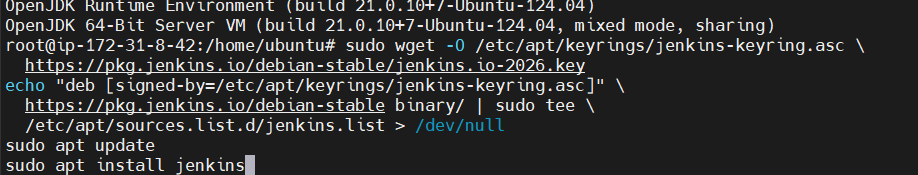 OpenJDK Runtime Environment (build 21.0.10+7-Ubuntu-124.04)
OpenJDK 64-Bit Server VM (build 21.0.10+7-Ubuntu-124.04, mixed mode, sharing)
root@ip-172-31-8-42:/home/ubuntu# sudo wget -O /etc/apt/keyrings/jenkins-keyring.asc \
  https://pkg.jenkins.io/debian-stable/jenkins.io-2026.key
echo "deb [signed-by=/etc/apt/keyrings/jenkins-keyring.asc]" \
  https://pkg.jenkins.io/debian-stable binary/ | sudo tee \
  /etc/apt/sources.list.d/jenkins.list > /dev/null
sudo apt update
sudo apt install jenkins